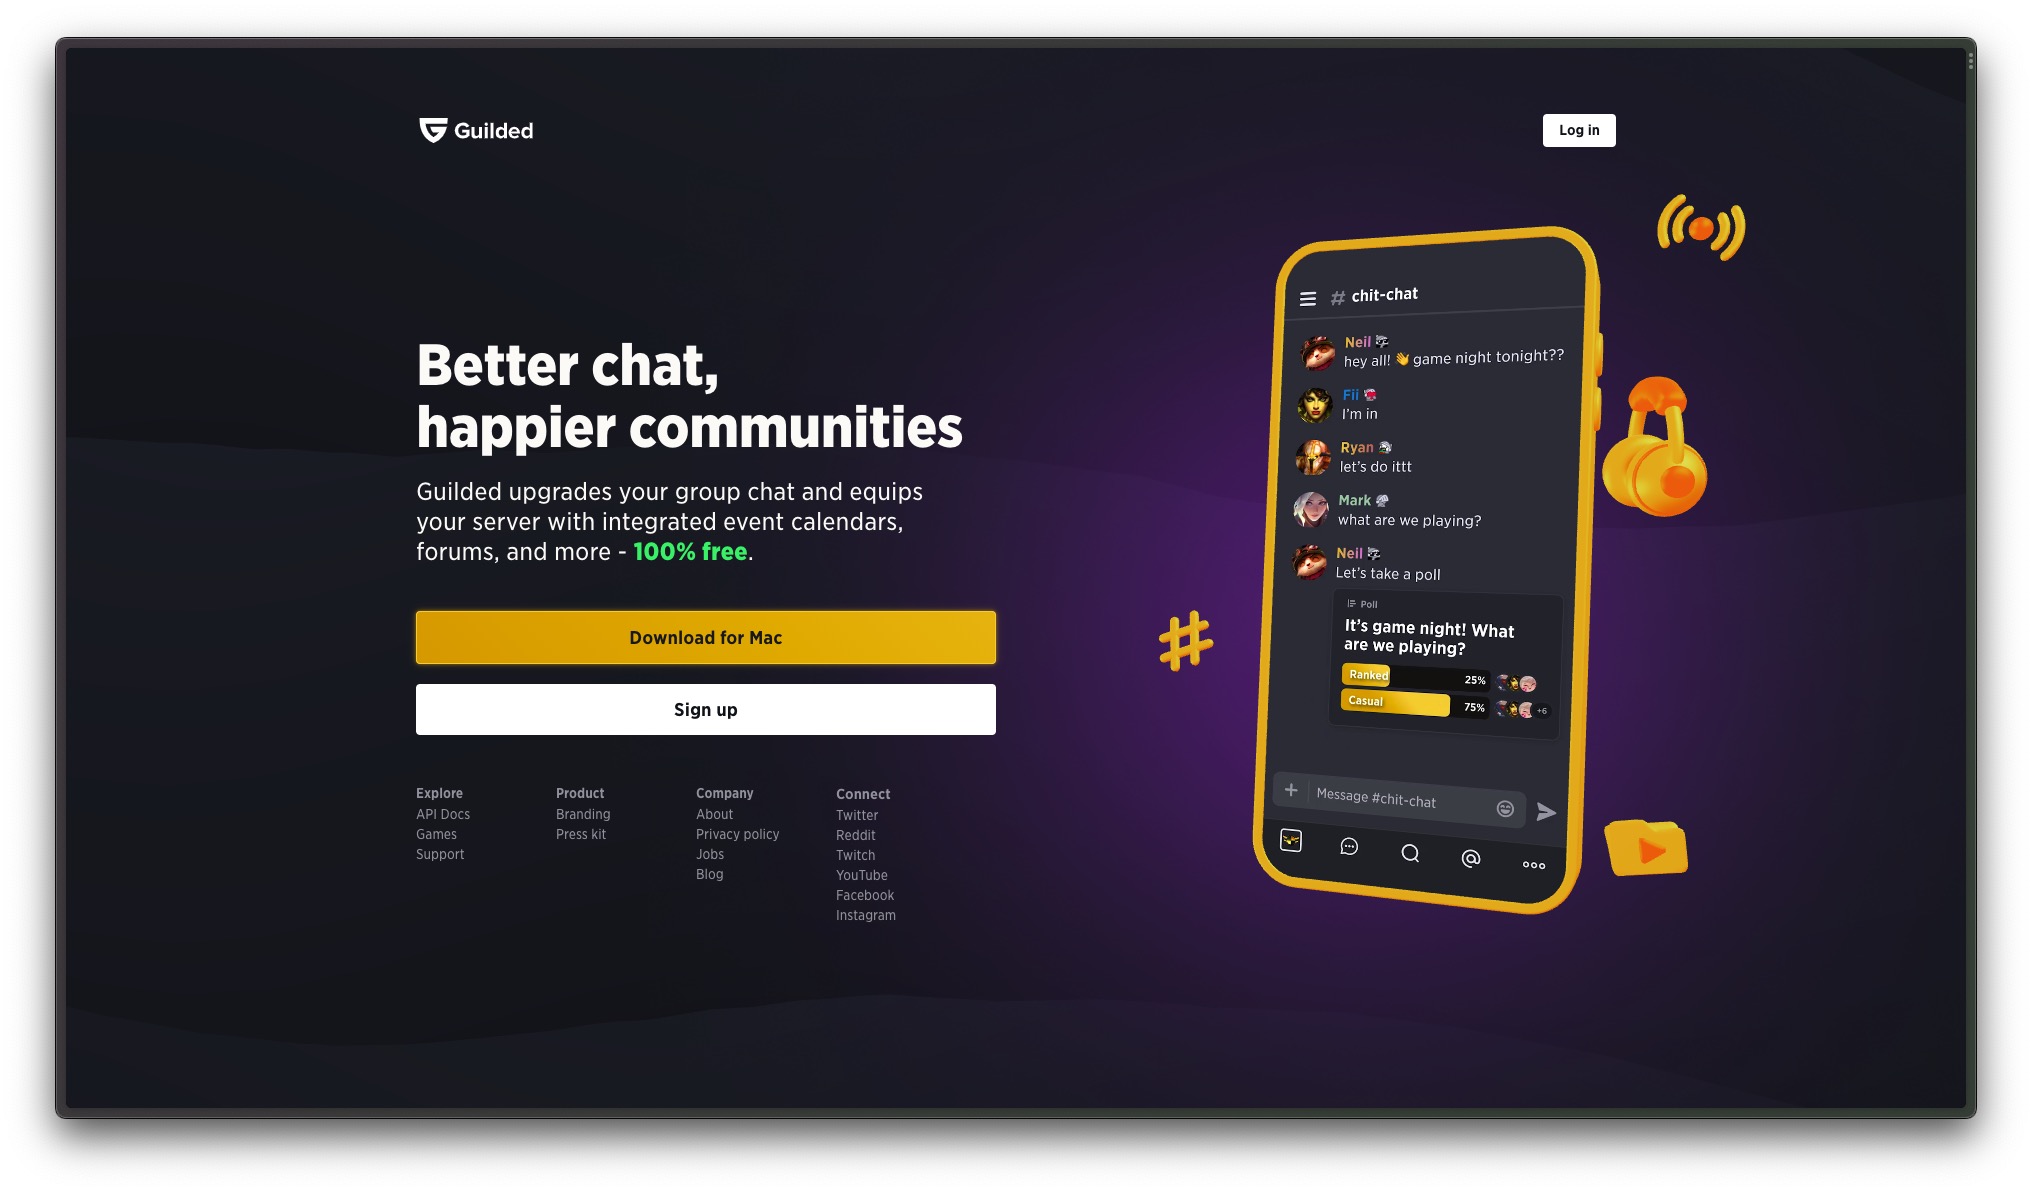 Guilded
Log in
Better chat,
happier communities
Guilded upgrades your group chat and equips
your server with integrated event calendars,
forums, and more - 100% free.
Download for Mac
Sign up
Explore
API Docs
Games
Support
Product
Branding
Press kit
Company
About
Privacy policy
Jobs
Blog
Connect
Twitter
Reddit
Twitch
YouTube
Facebook
Instagram
# chit-chat
Neil
hey all! 👋 game night tonight??
Fii
I'm in
Ryan
let's do ittt
Mark
what are we playing?
Neil
Let's take a poll
Poll
It's game night! What
are we playing?
Ranked 25%
Casual 75% +6
Message #chit-chat